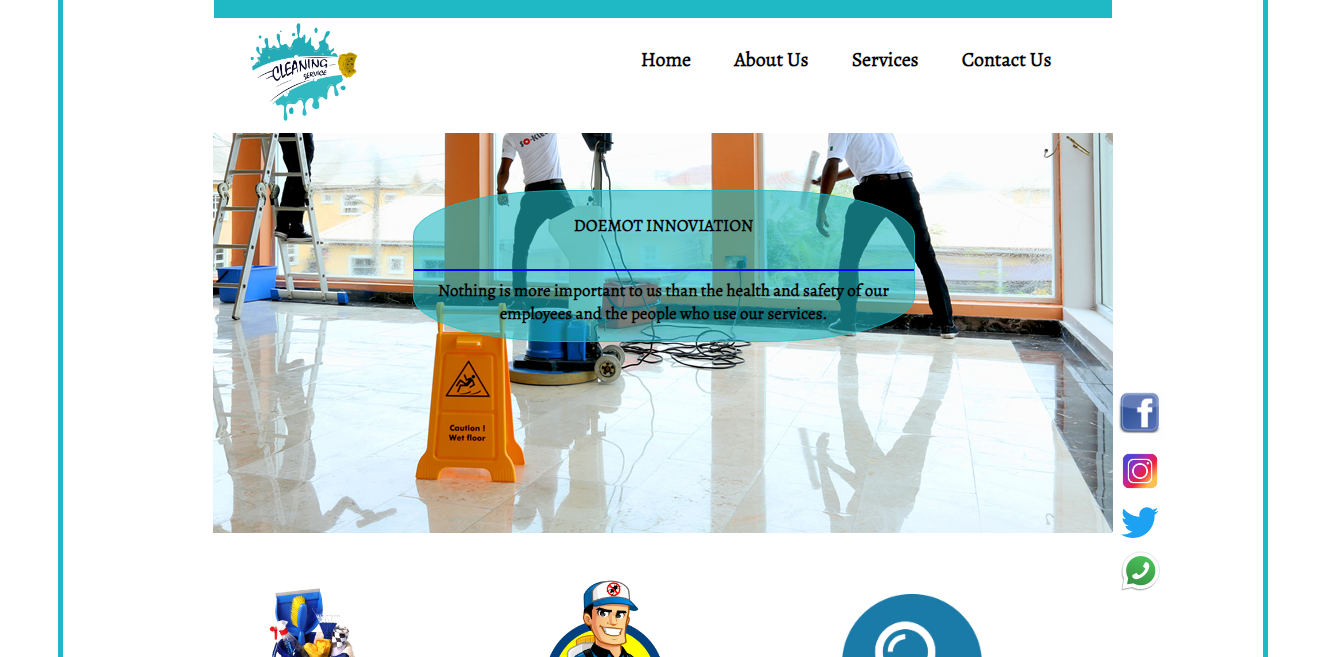 CLEANING
SERVICE
Home About Us Services Contact Us
DOEMOT INNOVIATION
Nothing is more important to us than the health and safety of our
employees and the people who use our services.
Caution !
Wet floor